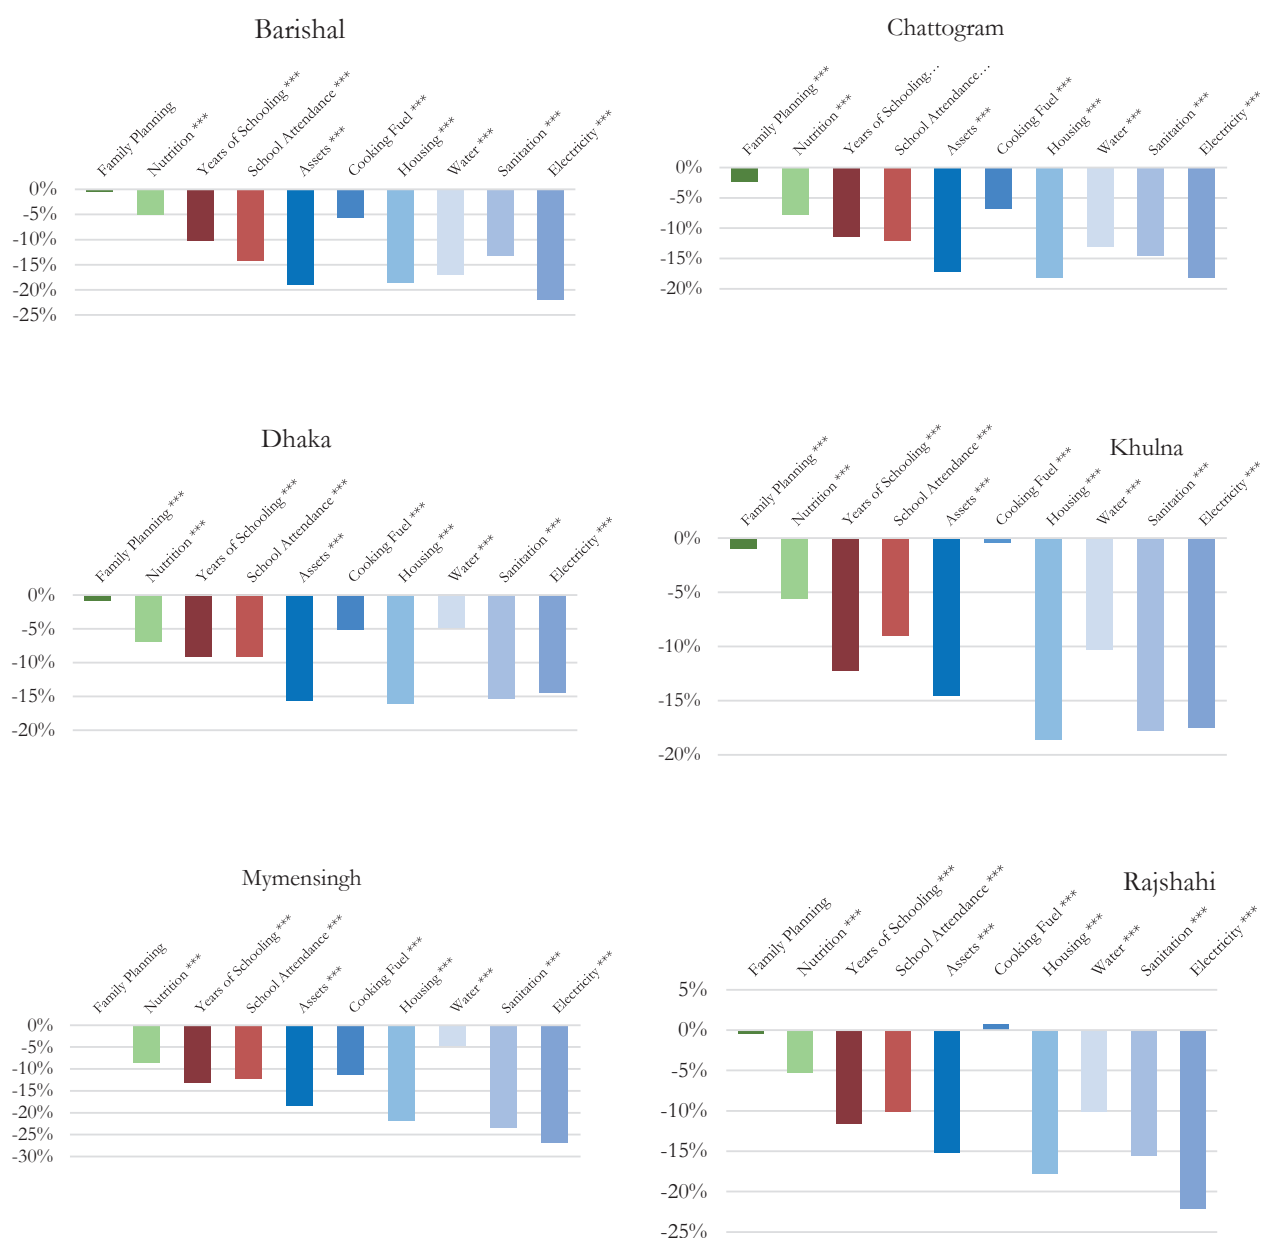 Barishal
Family Planning
Nutrition ***
Years of Schooling ***
School Attendance ***
Assets ***
Cooking Fuel ***
Housing ***
Water ***
Sanitation ***
Electricity ***
0%
-5%
-10%
-15%
-20%
-25%
Chattogram
Family Planning ***
Nutrition ***
Years of Schooling…
School Attendance…
Assets ***
Cooking Fuel ***
Housing ***
Water ***
Sanitation ***
Electricity ***
0%
-5%
-10%
-15%
-20%
Dhaka
Family Planning ***
Nutrition ***
Years of Schooling ***
School Attendance ***
Assets ***
Cooking Fuel ***
Housing ***
Water ***
Sanitation ***
Electricity ***
0%
-5%
-10%
-15%
-20%
Khulna
Family Planning ***
Nutrition ***
Years of Schooling ***
School Attendance ***
Assets ***
Cooking Fuel ***
Housing ***
Water ***
Sanitation ***
Electricity ***
0%
-5%
-10%
-15%
-20%
Mymensingh
Family Planning
Nutrition ***
Years of Schooling ***
School Attendance ***
Assets ***
Cooking Fuel ***
Housing ***
Water ***
Sanitation ***
Electricity ***
0%
-5%
-10%
-15%
-20%
-25%
-30%
Rajshahi
Family Planning
Nutrition ***
Years of Schooling ***
School Attendance ***
Assets ***
Cooking Fuel ***
Housing ***
Water ***
Sanitation ***
Electricity ***
5%
0%
-5%
-10%
-15%
-20%
-25%